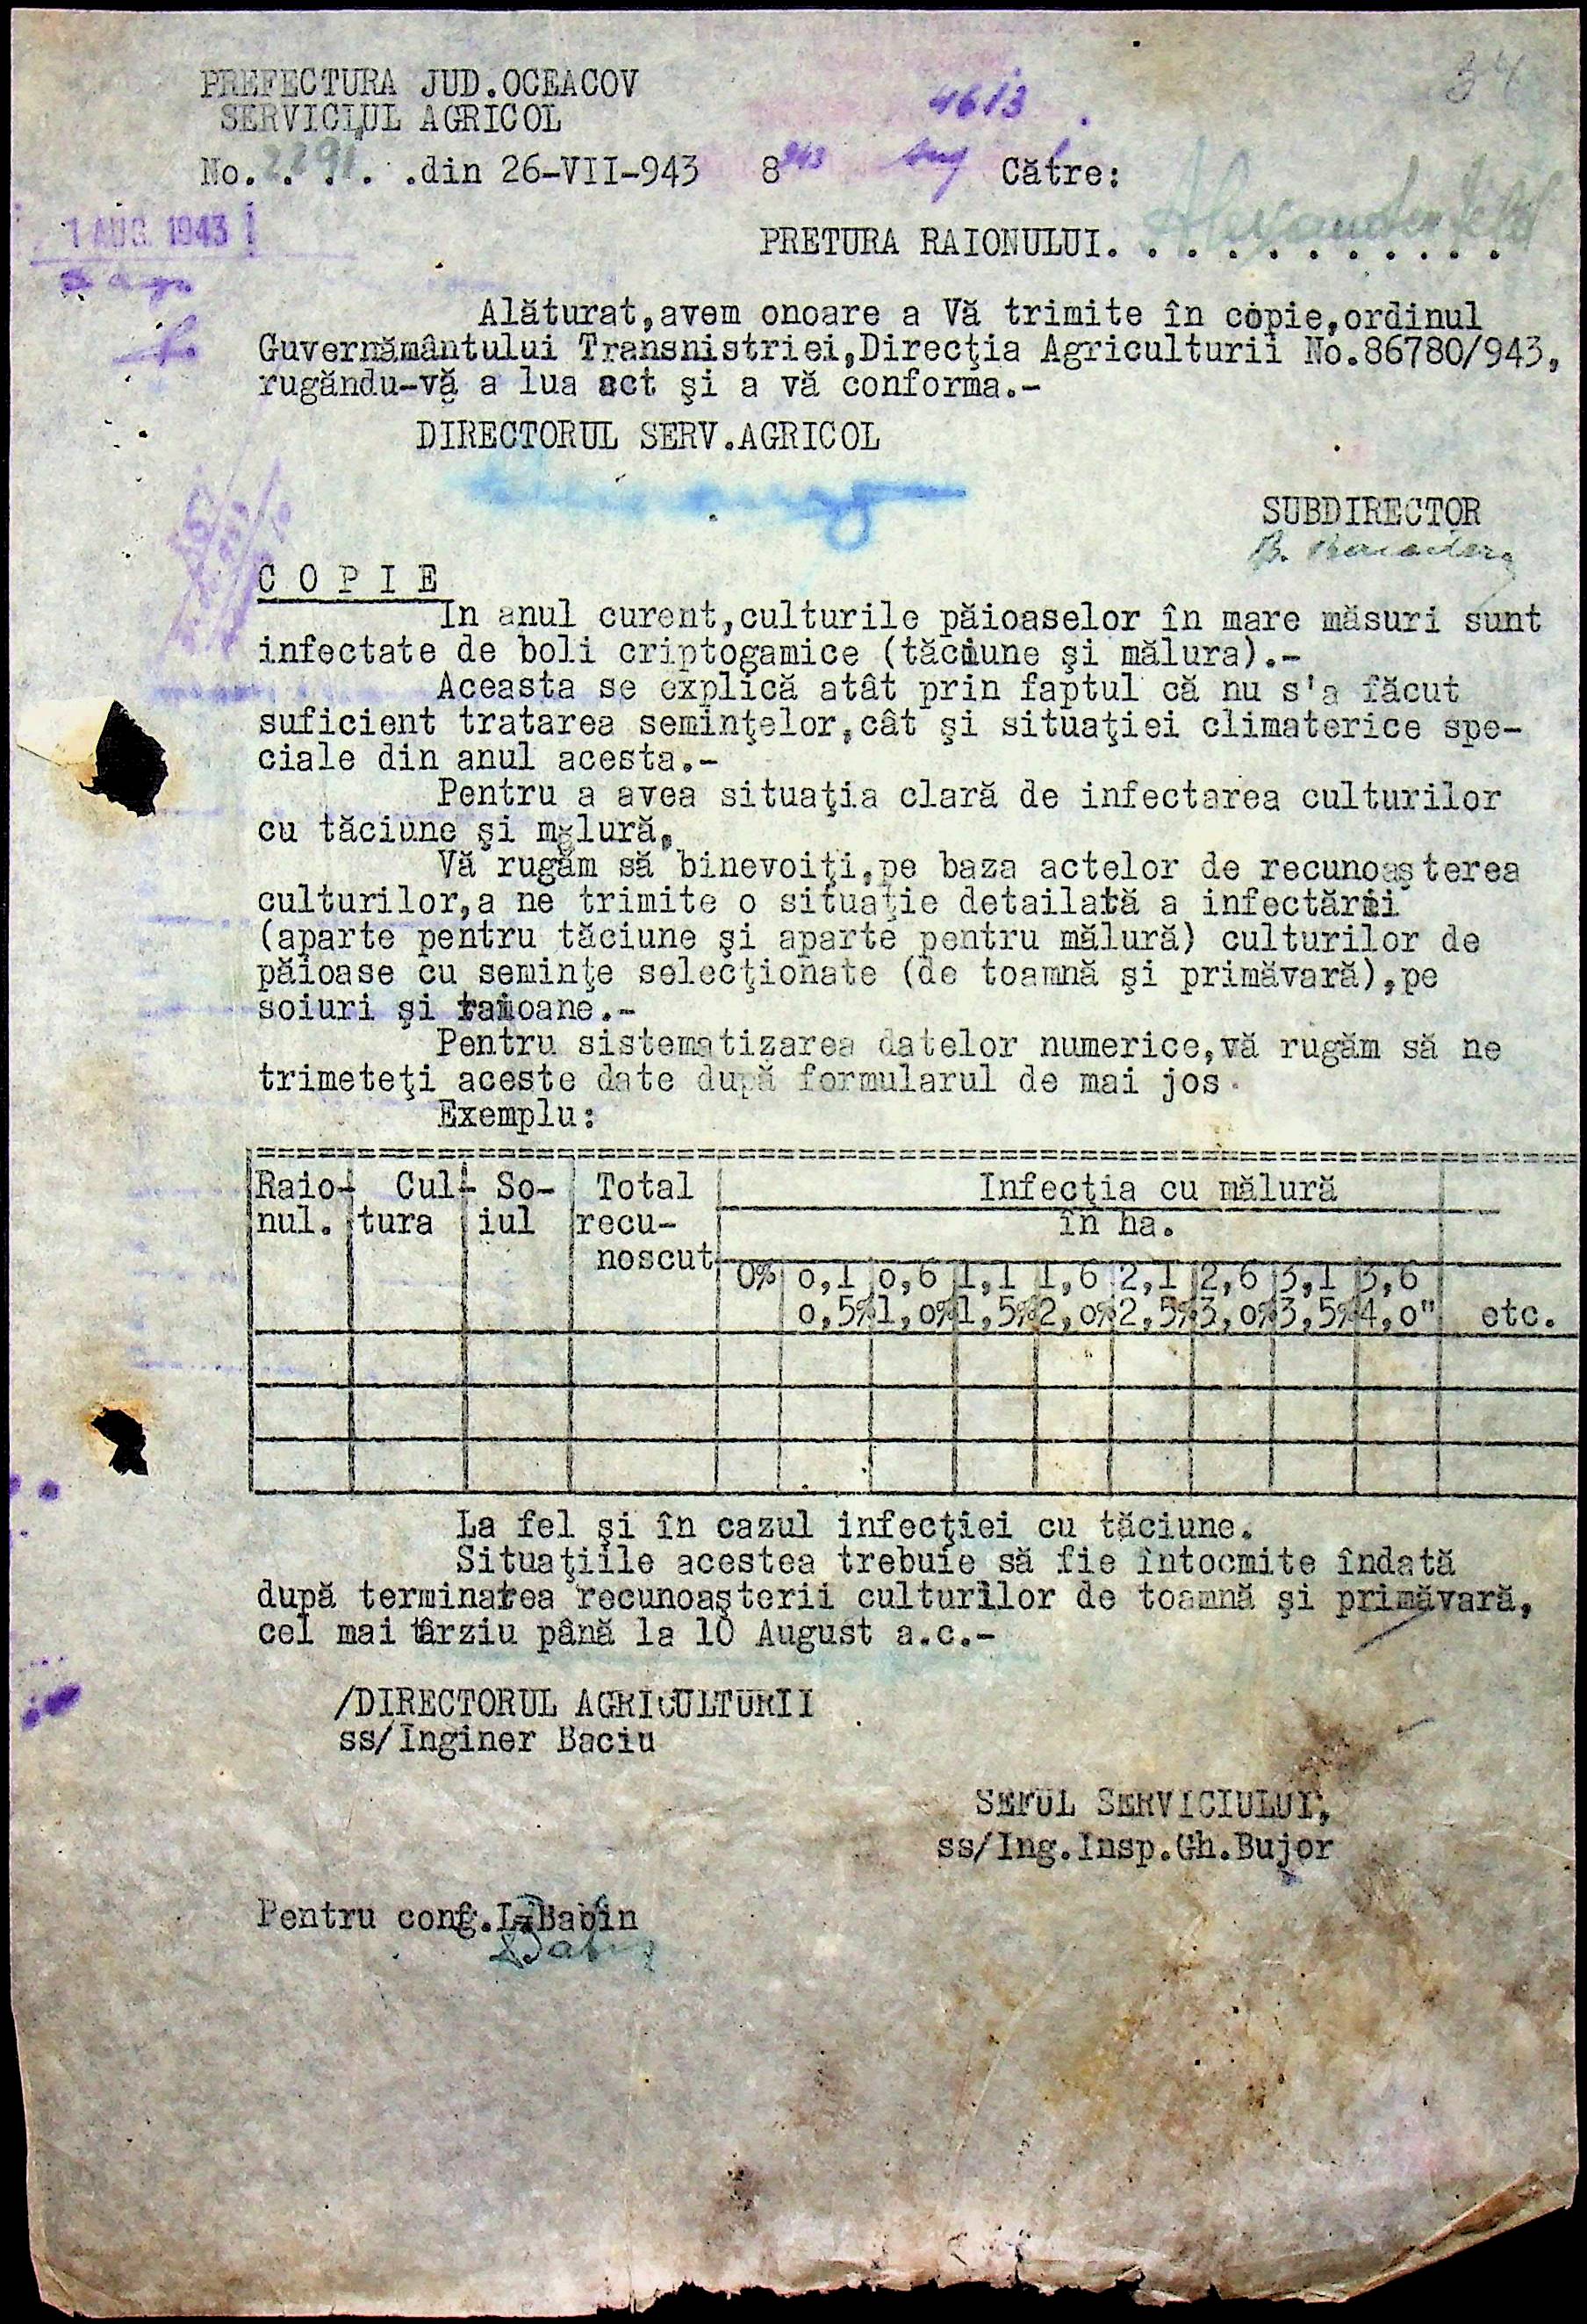 34
PREFECTURA JUD.OCEACOV
SERVICIUL AGRICOL
4613
No.2291. .din 26-VII-943 8 943 Aug Către:
1 AUG. 1943
PRETURA RAIONULUI. . . . . . . . . . .
Alăturat,avem onoare a Vă trimite în copie,ordinul
Guvernământului Transnistriei,Direcţia Agriculturii No.86780/943,
rugându-vă a lua act şi a vă conforma.-
DIRECTORUL SERV.AGRICOL
SUBDIRECTOR
C O P I E
In anul curent,culturile păioaselor în mare măsuri sunt
infectate de boli criptogamice (tăciune şi mălura).-
Aceasta se explică atât prin faptul că nu s'a făcut
suficient tratarea seminţelor,cât şi situaţiei climaterice spe-
ciale din anul acesta.-
Pentru a avea situaţia clară de infectarea culturilor
cu tăciune şi mălură,
Vă rugăm să binevoiţi,pe baza actelor de recunoaşterea
culturilor,a ne trimite o situaţie detailată a infectării
(aparte pentru tăciune şi aparte pentru mălură) culturilor de
păioase cu seminţe selecţionate (de toamnă şi primăvară),pe
soiuri şi raioane.-
Pentru sistematizarea datelor numerice,vă rugăm să ne
trimeteţi aceste date după formularul de mai jos.
Exemplu:
Raio- Cul- So- Total Infecţia cu mălură
nul. tura iul recu- în ha.
noscut
0% 0,1 0,6 1,1 1,6 2,1 2,6 3,1 3,6
0,5% 1,0% 1,5% 2,0% 2,5% 3,0% 3,5% 4,0" etc.
La fel şi în cazul infecţiei cu tăciune.
Situaţiile acestea trebuie să fie întocmite îndată
după terminarea recunoaşterii culturilor de toamnă şi primăvară,
cel mai târziu până la 10 August a.c.-
/DIRECTORUL AGRICULTURII
ss/Inginer Baciu
SEFUL SERVICIULUI,
ss/Ing.Insp.Gh.Bujor
Pentru conf.I.Babin